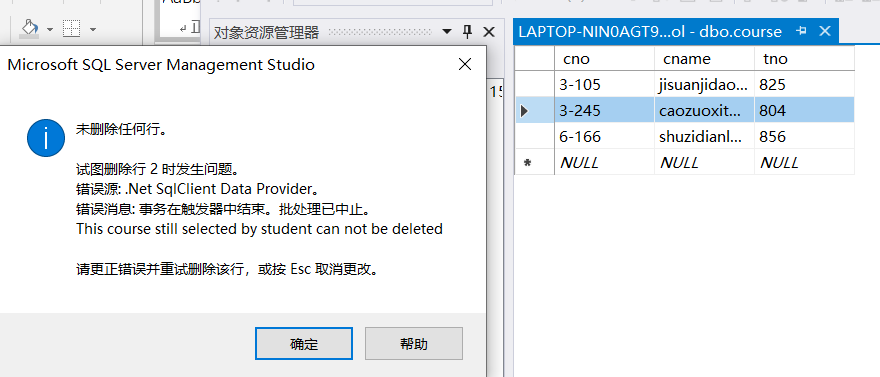 对象资源管理器
LAPTOP-NIN0AGT9...ol - dbo.course
Microsoft SQL Server Management Studio
未删除任何行。
试图删除行 2 时发生问题。
错误源: .Net SqlClient Data Provider。
错误消息: 事务在触发器中结束。批处理已中止。
This course still selected by student can not be deleted
请更正错误并重试删除该行，或按 Esc 取消更改。
确定 帮助
cno cname tno
3-105 jisuanjidao... 825
3-245 caozuoxit... 804
6-166 shuzidianl... 856
* NULL NULL NULL